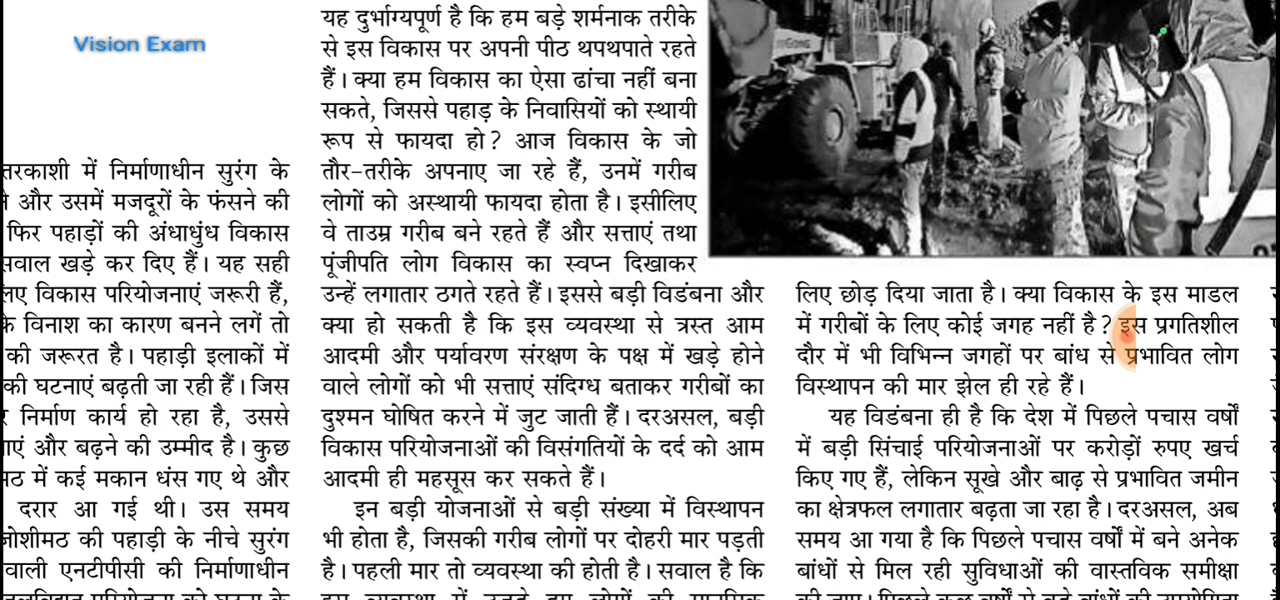 Vision Exam
तरकाशी में निर्माणाधीन सुरंग के
और उसमें मजदूरों के फंसने की
फिर पहाड़ों की अंधाधुंध विकास
सवाल खड़े कर दिए हैं। यह सही
लिए विकास परियोजनाएं जरूरी हैं,
के विनाश का कारण बनने लगें तो
की जरूरत है। पहाड़ी इलाकों में
की घटनाएं बढ़ती जा रही हैं। जिस
निर्माण कार्य हो रहा है, उससे
और बढ़ने की उम्मीद है। कुछ
में कई मकान धंस गए थे और
दरार आ गई थी। उस समय
जोशीमठ की पहाड़ी के नीचे सुरंग
वाली एनटीपीसी की निर्माणाधीन
यह दुर्भाग्यपूर्ण है कि हम बड़े शर्मनाक तरीके
से इस विकास पर अपनी पीठ थपथपाते रहते
हैं। क्या हम विकास का ऐसा ढांचा नहीं बना
सकते, जिससे पहाड़ के निवासियों को स्थायी
रूप से फायदा हो? आज विकास के जो
तौर-तरीके अपनाए जा रहे हैं, उनमें गरीब
लोगों को अस्थायी फायदा होता है। इसीलिए
वे ताउम्र गरीब बने रहते हैं और सत्ताएं तथा
पूंजीपति लोग विकास का स्वप्न दिखाकर
उन्हें लगातार ठगते रहते हैं। इससे बड़ी विडंबना और
क्या हो सकती है कि इस व्यवस्था से त्रस्त आम
आदमी और पर्यावरण संरक्षण के पक्ष में खड़े होने
वाले लोगों को भी सत्ताएं संदिग्ध बताकर गरीबों का
दुश्मन घोषित करने में जुट जाती हैं। दरअसल, बड़ी
विकास परियोजनाओं की विसंगतियों के दर्द को आम
आदमी ही महसूस कर सकते हैं।
इन बड़ी योजनाओं से बड़ी संख्या में विस्थापन
भी होता है, जिसकी गरीब लोगों पर दोहरी मार पड़ती
है। पहली मार तो व्यवस्था की होती है। सवाल है कि
लिए छोड़ दिया जाता है। क्या विकास के इस माडल
में गरीबों के लिए कोई जगह नहीं है? इस प्रगतिशील
दौर में भी विभिन्न जगहों पर बांध से प्रभावित लोग
विस्थापन की मार झेल ही रहे हैं।
यह विडंबना ही है कि देश में पिछले पचास वर्षों
में बड़ी सिंचाई परियोजनाओं पर करोड़ों रुपए खर्च
किए गए हैं, लेकिन सूखे और बाढ़ से प्रभावित जमीन
का क्षेत्रफल लगातार बढ़ता जा रहा है। दरअसल, अब
समय आ गया है कि पिछले पचास वर्षों में बने अनेक
बांधों से मिल रही सुविधाओं की वास्तविक समीक्षा